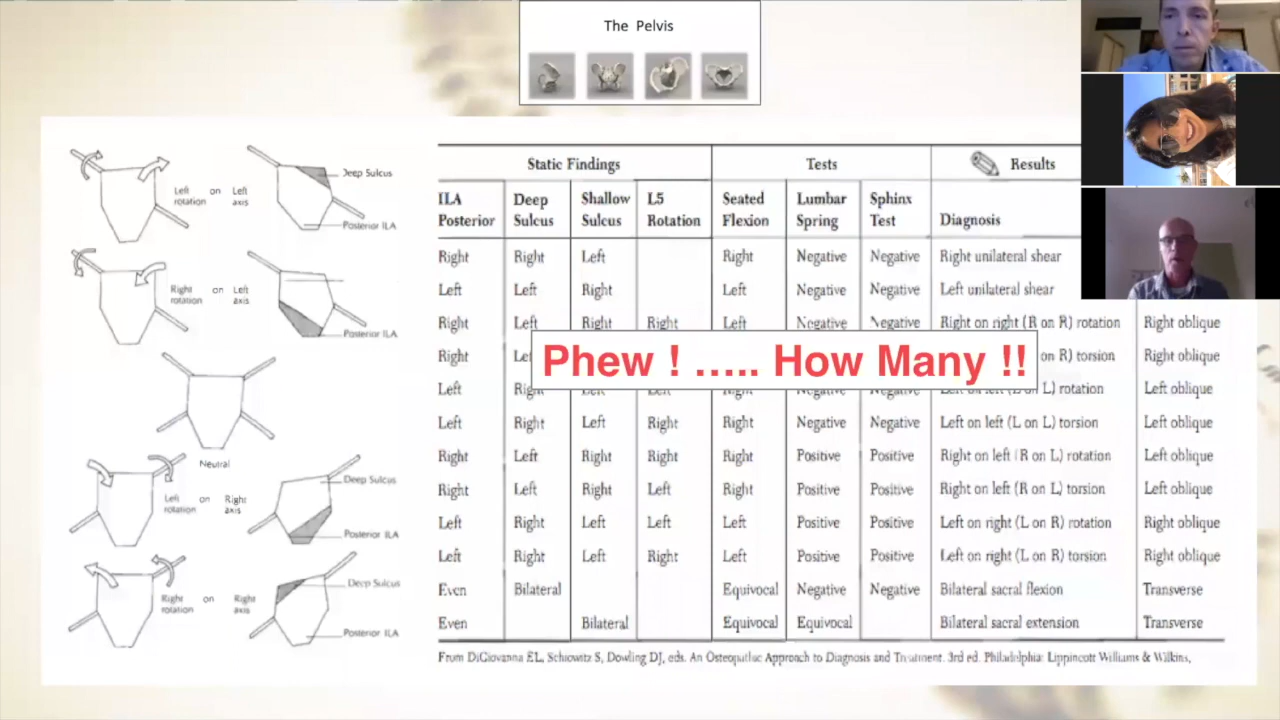 The Pelvis
Left rotation on Left axis
Deep Sulcus
Posterior ILA
Right rotation on Left axis
Posterior ILA
Neutral
Left rotation on Right axis
Deep Sulcus
Posterior ILA
Right rotation on Right axis
Deep Sulcus
Posterior ILA
Static Findings Tests Results
ILA Posterior Deep Sulcus Shallow Sulcus L5 Rotation Seated Flexion Lumbar Spring Sphinx Test Diagnosis
Right Right Left Right Negative Negative Right unilateral shear
Left Left Right Left Negative Negative Left unilateral shear
Right Left Right Right Left Negative Negative Right on right (R on R) rotation Right oblique
Right on R) torsion Right oblique
Phew ! ….. How Many !!
Left L) rotation Left oblique
Left Right Left Right Right Negative Negative Left on left (L on L) torsion Left oblique
Right Left Right Right Right Positive Positive Right on left (R on L) rotation Left oblique
Right Left Right Left Right Positive Positive Right on left (R on L) torsion Left oblique
Left Right Left Left Left Positive Positive Left on right (L on R) rotation Right oblique
Left Right Left Right Left Positive Positive Left on right (L on R) torsion Right oblique
Even Bilateral Equivocal Negative Negative Bilateral sacral flexion Transverse
Even Bilateral Equivocal Equivocal Bilateral sacral extension Transverse
From DiGiovanna EL, Schiowitz S, Dowling DJ, eds. An Osteopathic Approach to Diagnosis and Treatment. 3rd ed. Philadelphia: Lippincott Williams & Wilkins,